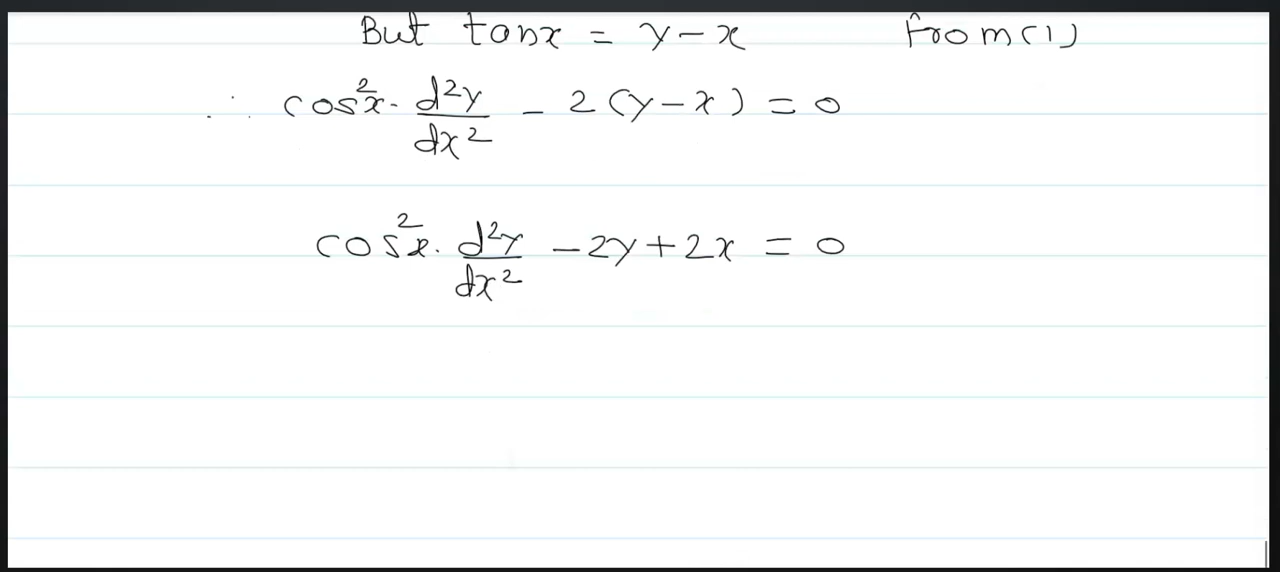 But tanx = y - x from (1)
∴ cos²x · d²y/dx² - 2(y - x) = 0
cos²x · d²y/dx² - 2y + 2x = 0